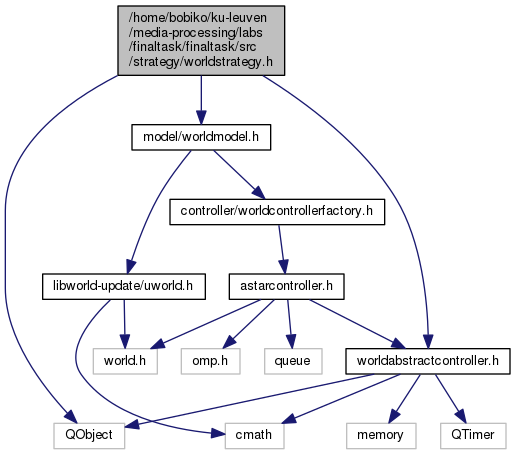 /home/bobiko/ku-leuven
/media-processing/labs
/finaltask/finaltask/src
/strategy/worldstrategy.h
model/worldmodel.h
controller/worldcontrollerfactory.h
libworld-update/uworld.h
astarcontroller.h
world.h
omp.h
queue
worldabstractcontroller.h
QObject
cmath
memory
QTimer